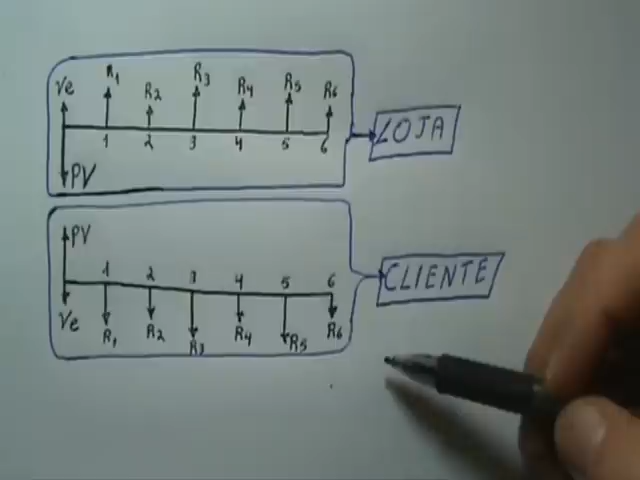 Ve R1 R2 R3 R4 R5 R6
1 2 3 4 5 6
PV
LOJA
PV
1 2 3 4 5 6
Ve R1 R2 R3 R4 R5 R6
CLIENTE